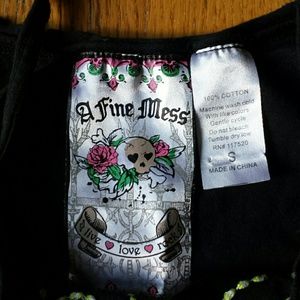 A Fine Mess
live • love • rock
100% COTTON
Machine wash cold
With like colors
Gentle cycle
Do not bleach
Tumble dry low
RN# 117520
S
MADE IN CHINA